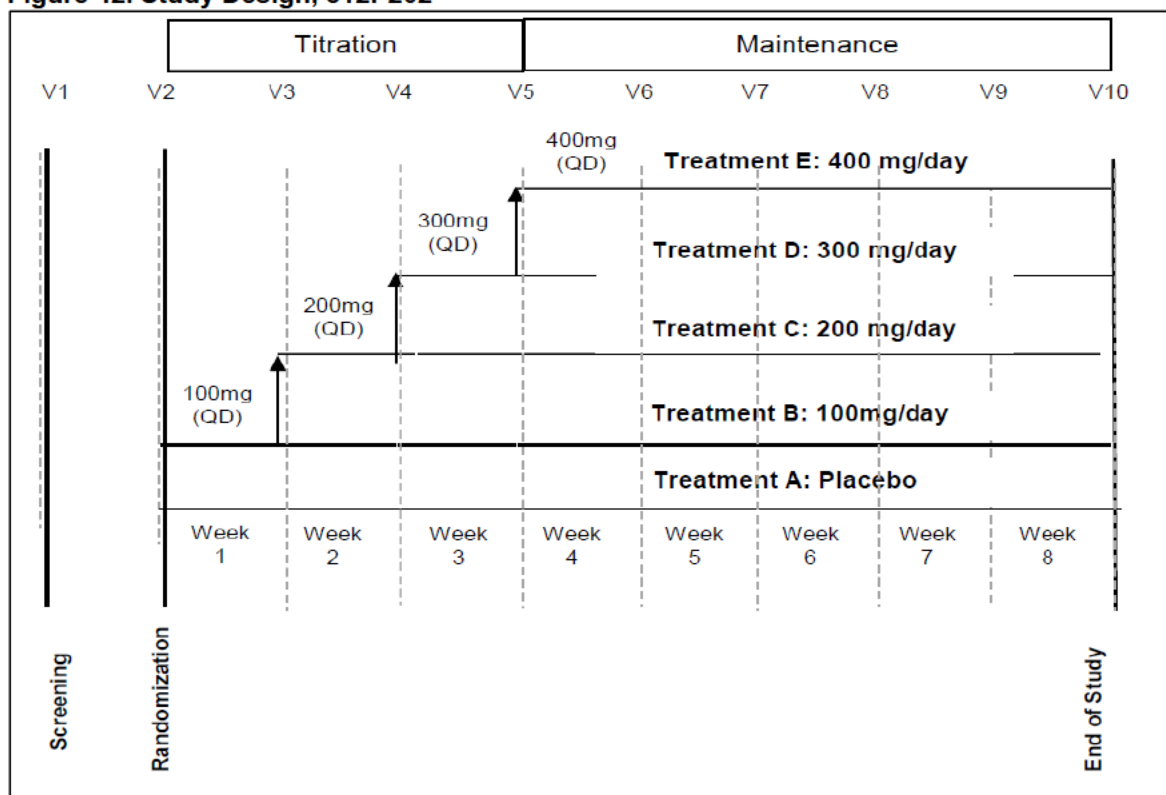 Titration Maintenance
V1 V2 V3 V4 V5 V6 V7 V8 V9 V10
400mg
(QD)
Treatment E: 400 mg/day
300mg
(QD)
Treatment D: 300 mg/day
200mg
(QD)
Treatment C: 200 mg/day
100mg
(QD)
Treatment B: 100mg/day
Treatment A: Placebo
Week Week Week Week Week Week Week Week
1 2 3 4 5 6 7 8
Screening
Randomization
End of Study